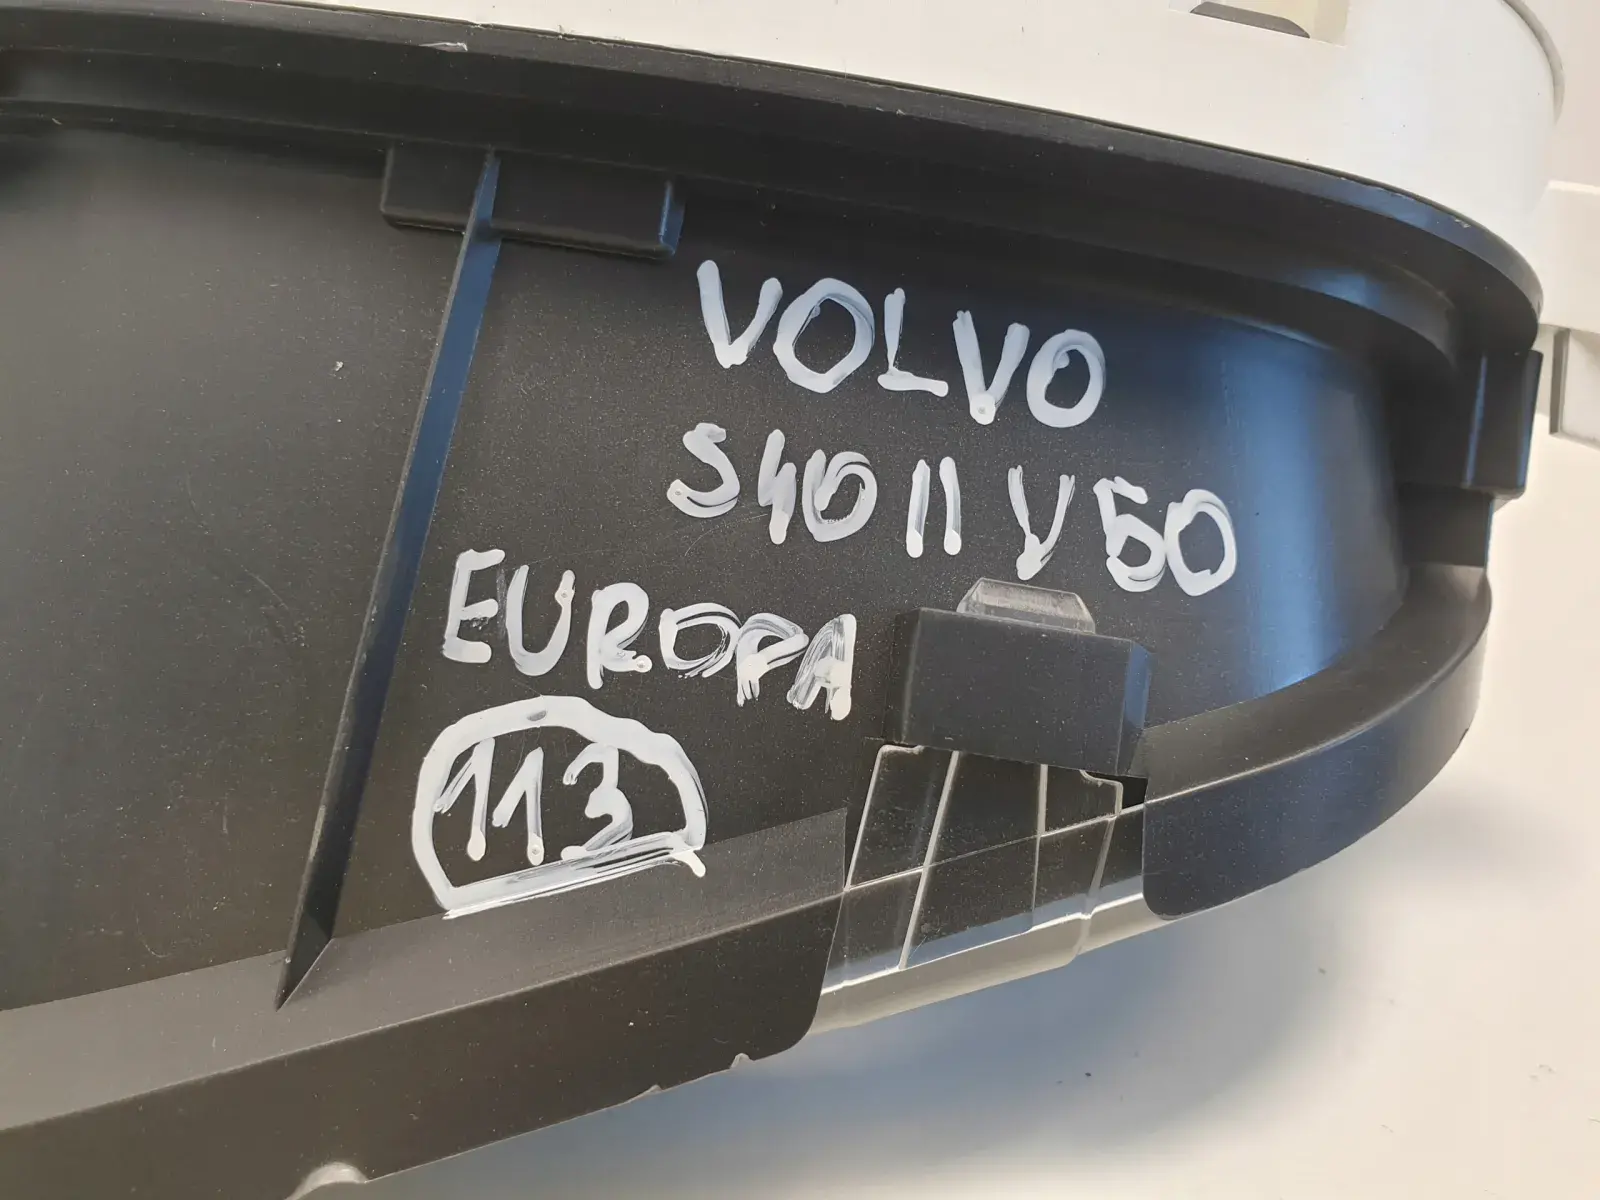 VOLVO
S40 II V50
EUROPA
113